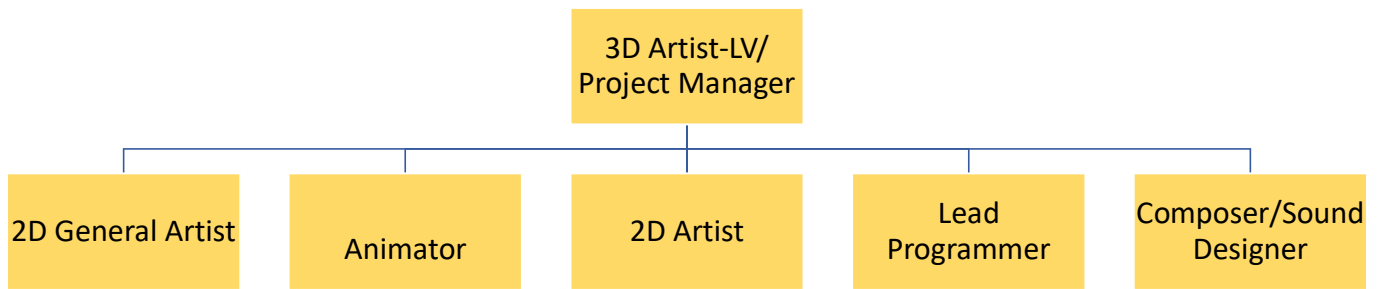 3D Artist-LV/
Project Manager
2D General Artist
Animator
2D Artist
Lead
Programmer
Composer/Sound
Designer